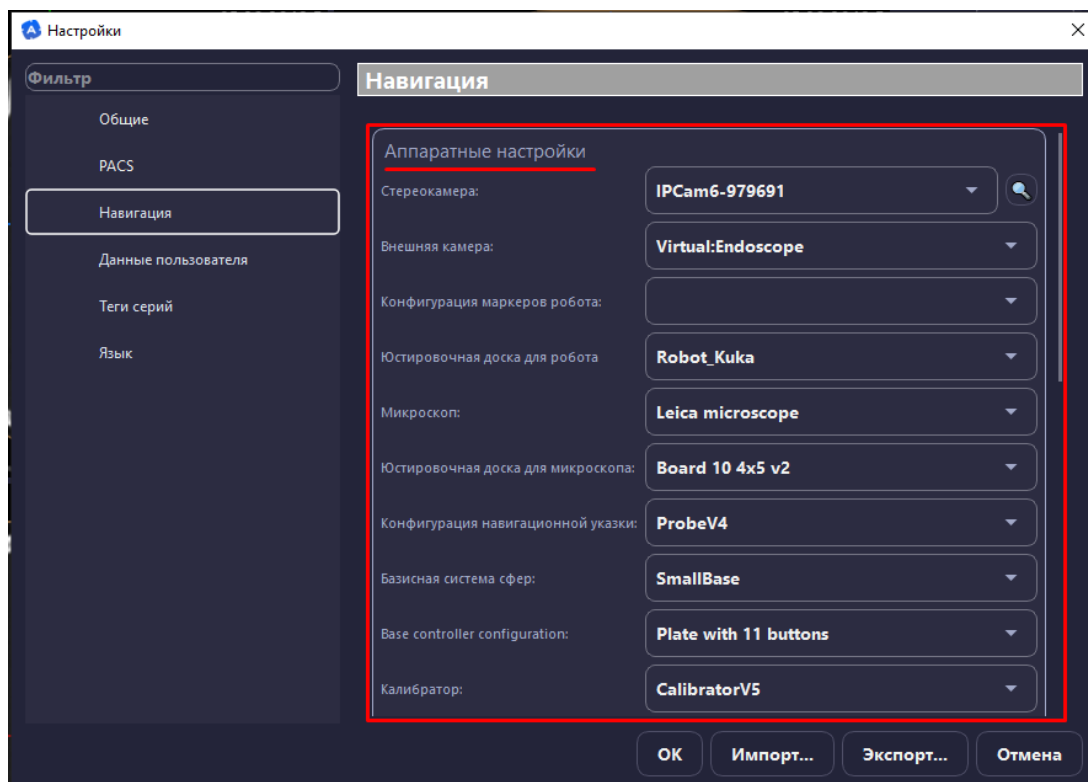 Настройки
Фильтр
Общие
PACS
Навигация
Данные пользователя
Теги серий
Язык
Навигация
Аппаратные настройки
Стереокамера: IPCam6-979691
Внешняя камера: Virtual:Endoscope
Конфигурация маркеров робота:
Юстировочная доска для робота Robot_Kuka
Микроскоп: Leica microscope
Юстировочная доска для микроскопа: Board 10 4x5 v2
Конфигурация навигационной указки: ProbeV4
Базисная система сфер: SmallBase
Base controller configuration: Plate with 11 buttons
Калибратор: CalibratorV5
ОК Импорт... Экспорт... Отмена